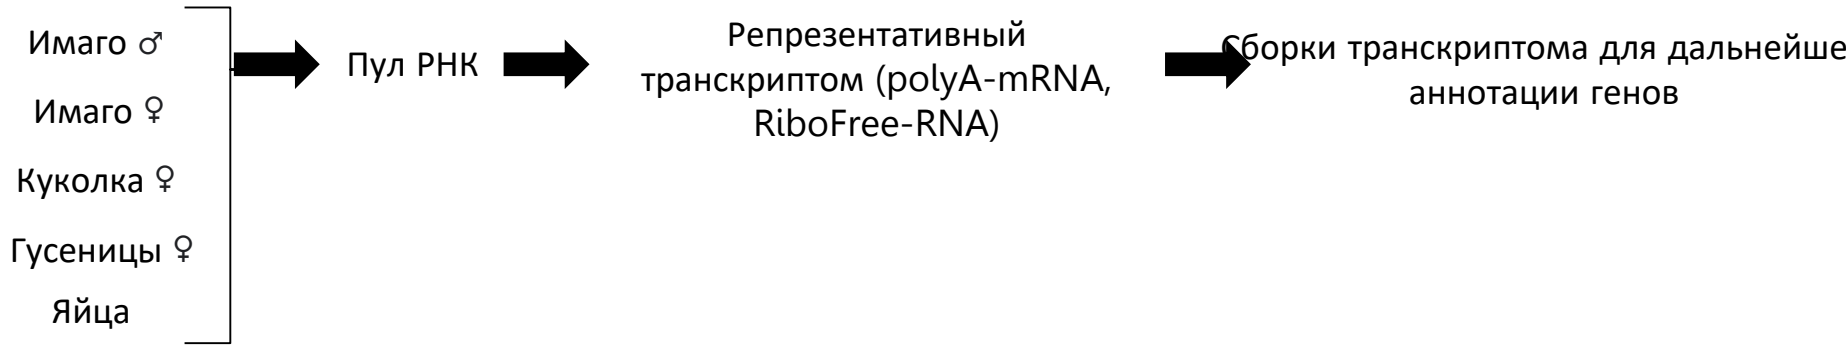 Имаго ♂
Имаго ♀
Куколка ♀
Гусеницы ♀
Яйца
Пул РНК
Репрезентативный
транскриптом (polyA-mRNA,
RiboFree-RNA)
Сборки транскриптома для дальнейше
аннотации генов